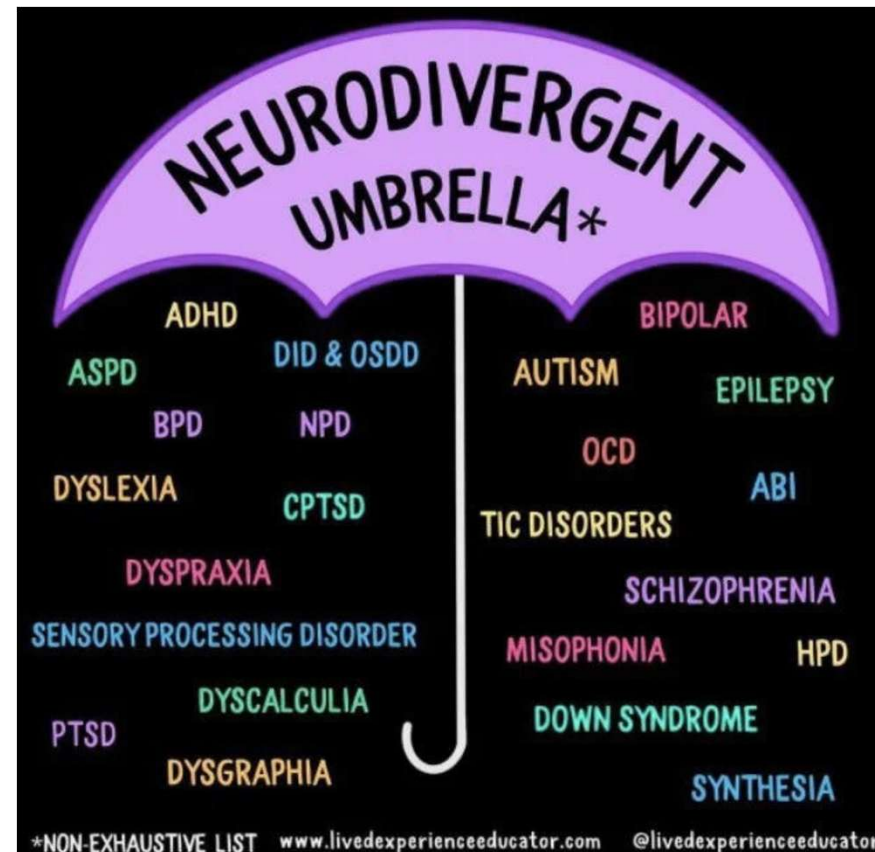 NEURODIVERGENT
UMBRELLA*
ADHD
BIPOLAR
DID & OSDD
ASPD
AUTISM
EPILEPSY
BPD
NPD
OCD
DYSLEXIA
CPTSD
ABI
TIC DISORDERS
DYSPRAXIA
SCHIZOPHRENIA
SENSORY PROCESSING DISORDER
MISOPHONIA
HPD
DYSCALCULIA
PTSD
DOWN SYNDROME
DYSGRAPHIA
SYNTHESIA
*NON-EXHAUSTIVE LIST www.livedexperienceeducator.com @livedexperienceeducator